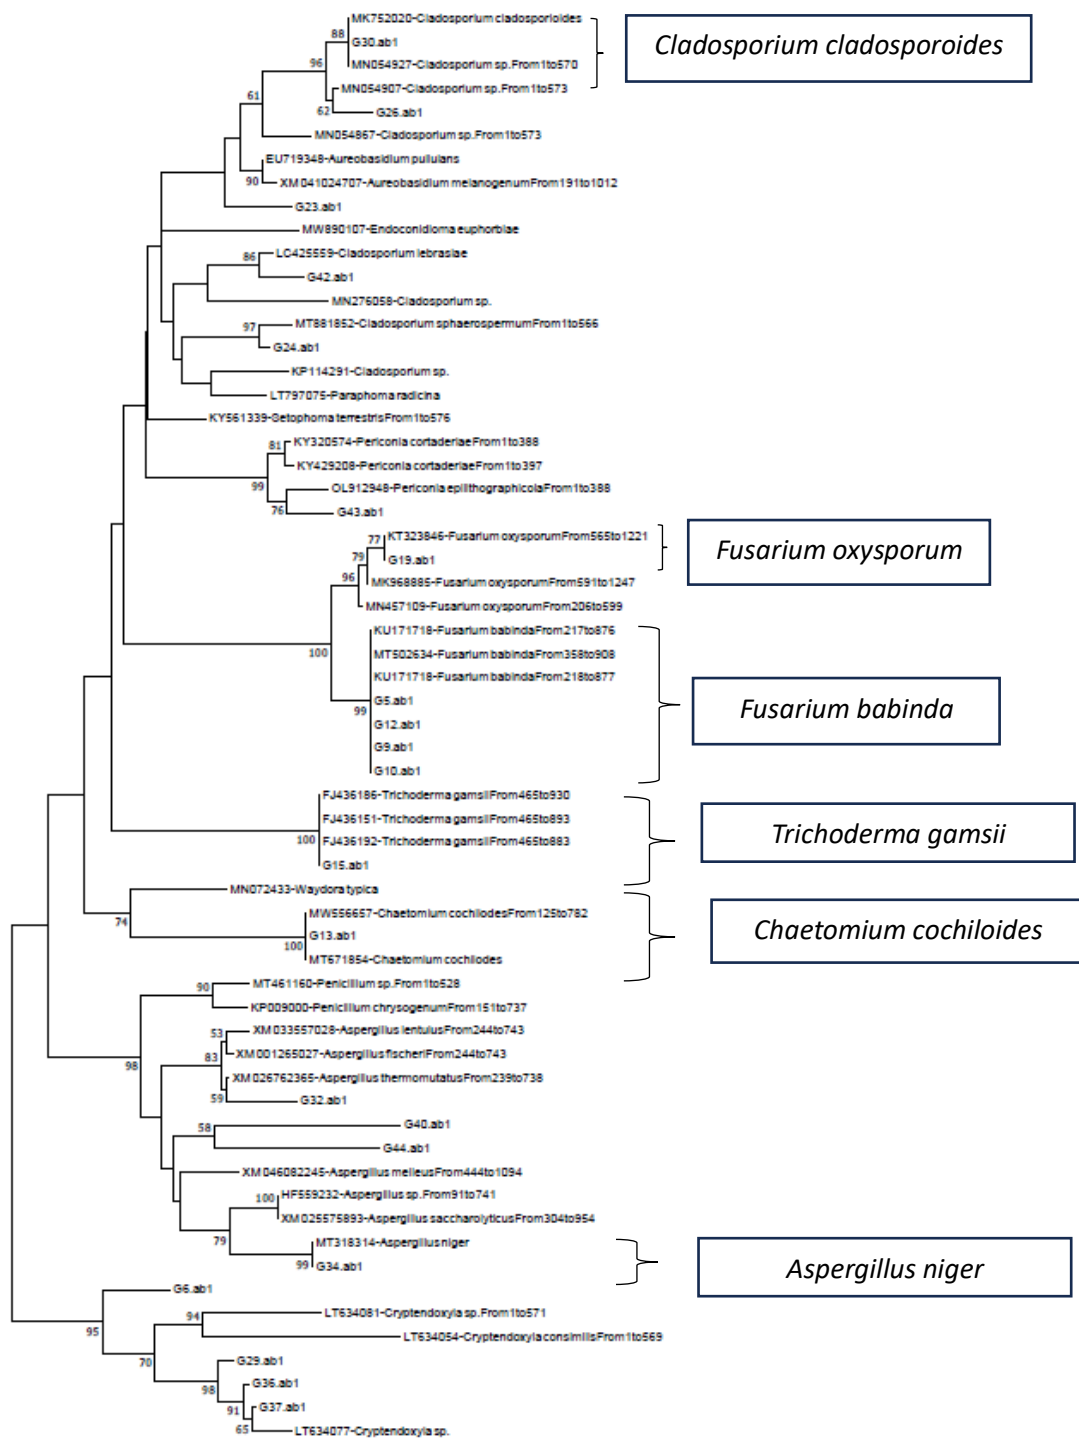 MK752020-Cladosporium cladosporioides
88
G30.ab1
Cladosporium cladosporoides
MN054927-Cladosporium sp.From1to570
96
MN054907-Cladosporium sp.From1to573
61
62
G26.ab1
MN054867-Cladosporium sp.From1to573
EU719348-Aureobasidium pullulans
90
XM041024707-Aureobasidium melanogenumFrom191to1012
G23.ab1
MW890107-Endoconidioma euphorbiae
LC425559-Cladosporium lebrasiae
86
G42.ab1
MN276058-Cladosporium sp.
MT881852-Cladosporium sphaerospermumFrom1to566
97
G24.ab1
KP114291-Cladosporium sp.
LT797075-Paraphoma radicina
KY561339-Setophoma terrestrisFrom1to576
KY320574-Periconia cortaderiaeFrom1to388
81
KY429208-Periconia cortaderiaeFrom1to397
99
OL912948-Periconia epilithographicolaFrom1to388
76
G43.ab1
KT323846-Fusarium oxysporumFrom565to1221
77
Fusarium oxysporum
79
G19.ab1
96
MK968885-Fusarium oxysporumFrom591to1247
MN457109-Fusarium oxysporumFrom206to599
KU171718-Fusarium babindaFrom217to876
100
MT502634-Fusarium babindaFrom358to908
KU171718-Fusarium babindaFrom218to877
G5.ab1
99
Fusarium babinda
G12.ab1
G9.ab1
G10.ab1
FJ436186-Trichoderma gamsiiFrom465to930
FJ436151-Trichoderma gamsiiFrom465to893
Trichoderma gamsii
100
FJ436192-Trichoderma gamsiiFrom465to883
G15.ab1
MN072433-Waydora typica
74
MW556657-Chaetomium cochliodesFrom125to782
Chaetomium cochiloides
G13.ab1
100
MT671854-Chaetomium cochliodes
MT461160-Penicillium sp.From1to528
90
KP009000-Penicillium chrysogenumFrom151to737
XM033557028-Aspergillus lentulusFrom244to743
53
XM001265027-Aspergillus fischeriFrom244to743
83
98
XM026762365-Aspergillus thermomutatusFrom239to738
59
G32.ab1
G40.ab1
58
G44.ab1
XM046082245-Aspergillus melleusFrom444to1094
HF559232-Aspergillus sp.From91to741
100
XM025575893-Aspergillus saccharolyticusFrom304to954
79
MT318314-Aspergillus niger
99
G34.ab1
Aspergillus niger
G6.ab1
LT634081-Cryptendoxyla sp.From1to571
94
95
LT634054-Cryptendoxyla consimilisFrom1to569
70
G29.ab1
98
G36.ab1
91
G37.ab1
65
LT634077-Cryptendoxyla sp.